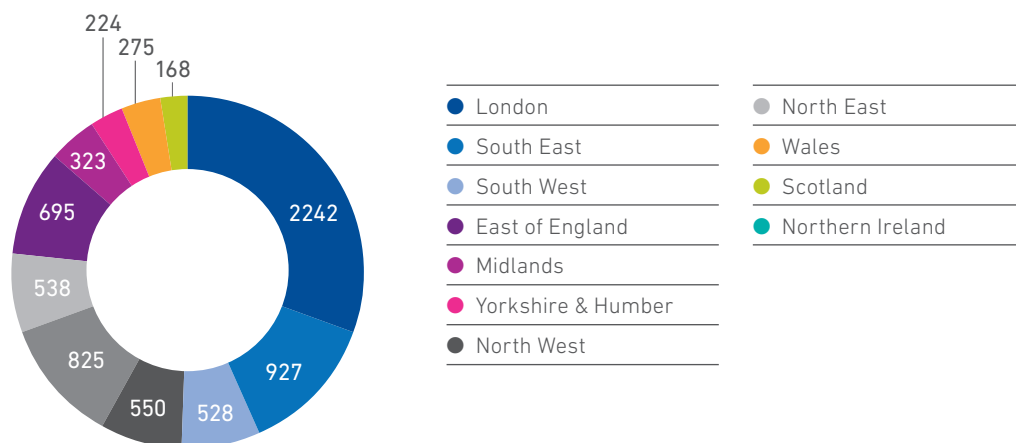 224
275
168
323
695
2242
538
825
927
550
528
London
South East
South West
East of England
Midlands
Yorkshire & Humber
North West
North East
Wales
Scotland
Northern Ireland